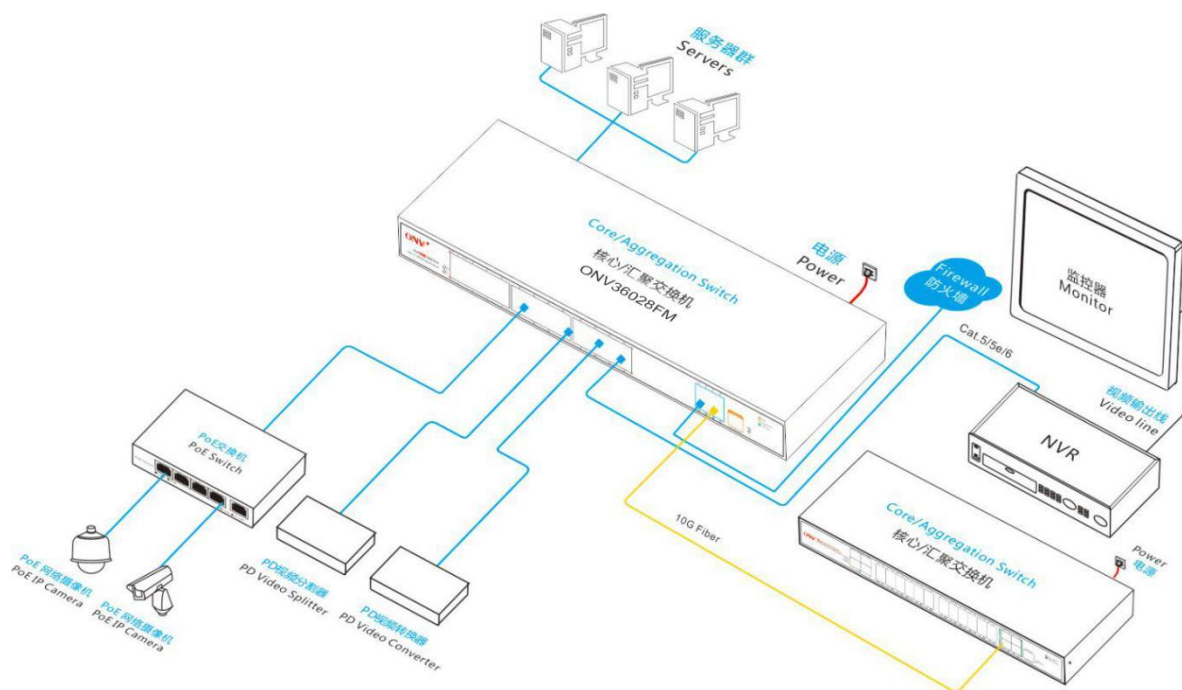 服务器群
Servers
ONV
Core/Aggregation Switch
核心/汇聚交换机
ONV36028FM
电源
Power
Firewall
防火墙
监控器
Monitor
Cat.5/5e/6
视频输出线
Video line
NVR
PoE交换机
PoE Switch
10G Fiber
Core/Aggregation Switch
核心/汇聚交换机
Power
电源
PoE 网络摄像机
PoE IP Camera
PoE 网络摄像机
PoE IP Camera
PD视频分割器
PD Video Splitter
PD视频转换器
PD Video Converter